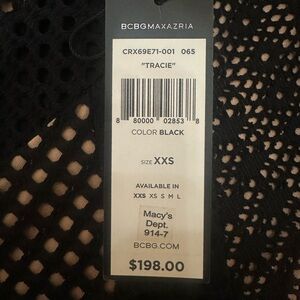 BCBGMAXAZRIA
CRX69E71-001 065
"TRACIE"
8 80000 02853 8
COLOR BLACK
SIZE XXS
AVAILABLE IN
XXS XS S M L
Macy's
Dept.
914-7
BCBG.COM
$198.00